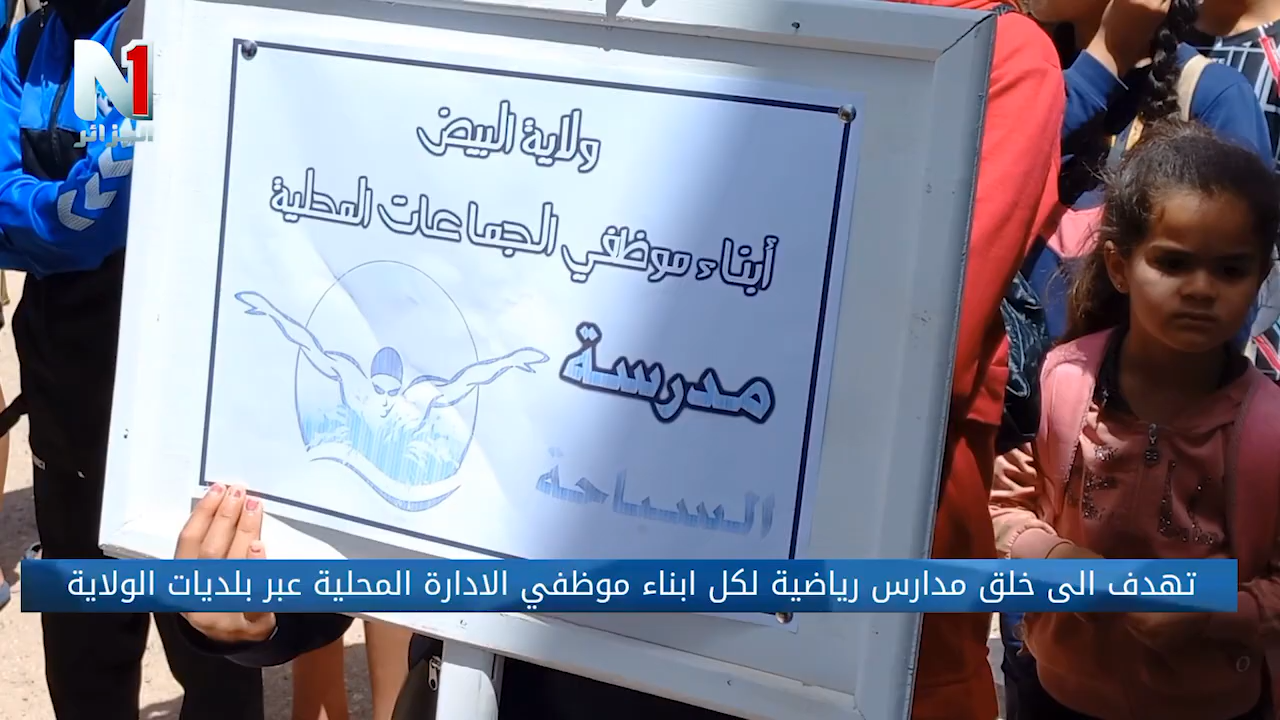 N1
الجزائر
ولاية البيض
أبناء موظفي الجماعات المحلية
مدرسة
السباحة
تهدف الى خلق مدارس رياضية لكل ابناء موظفي الادارة المحلية عبر بلديات الولاية